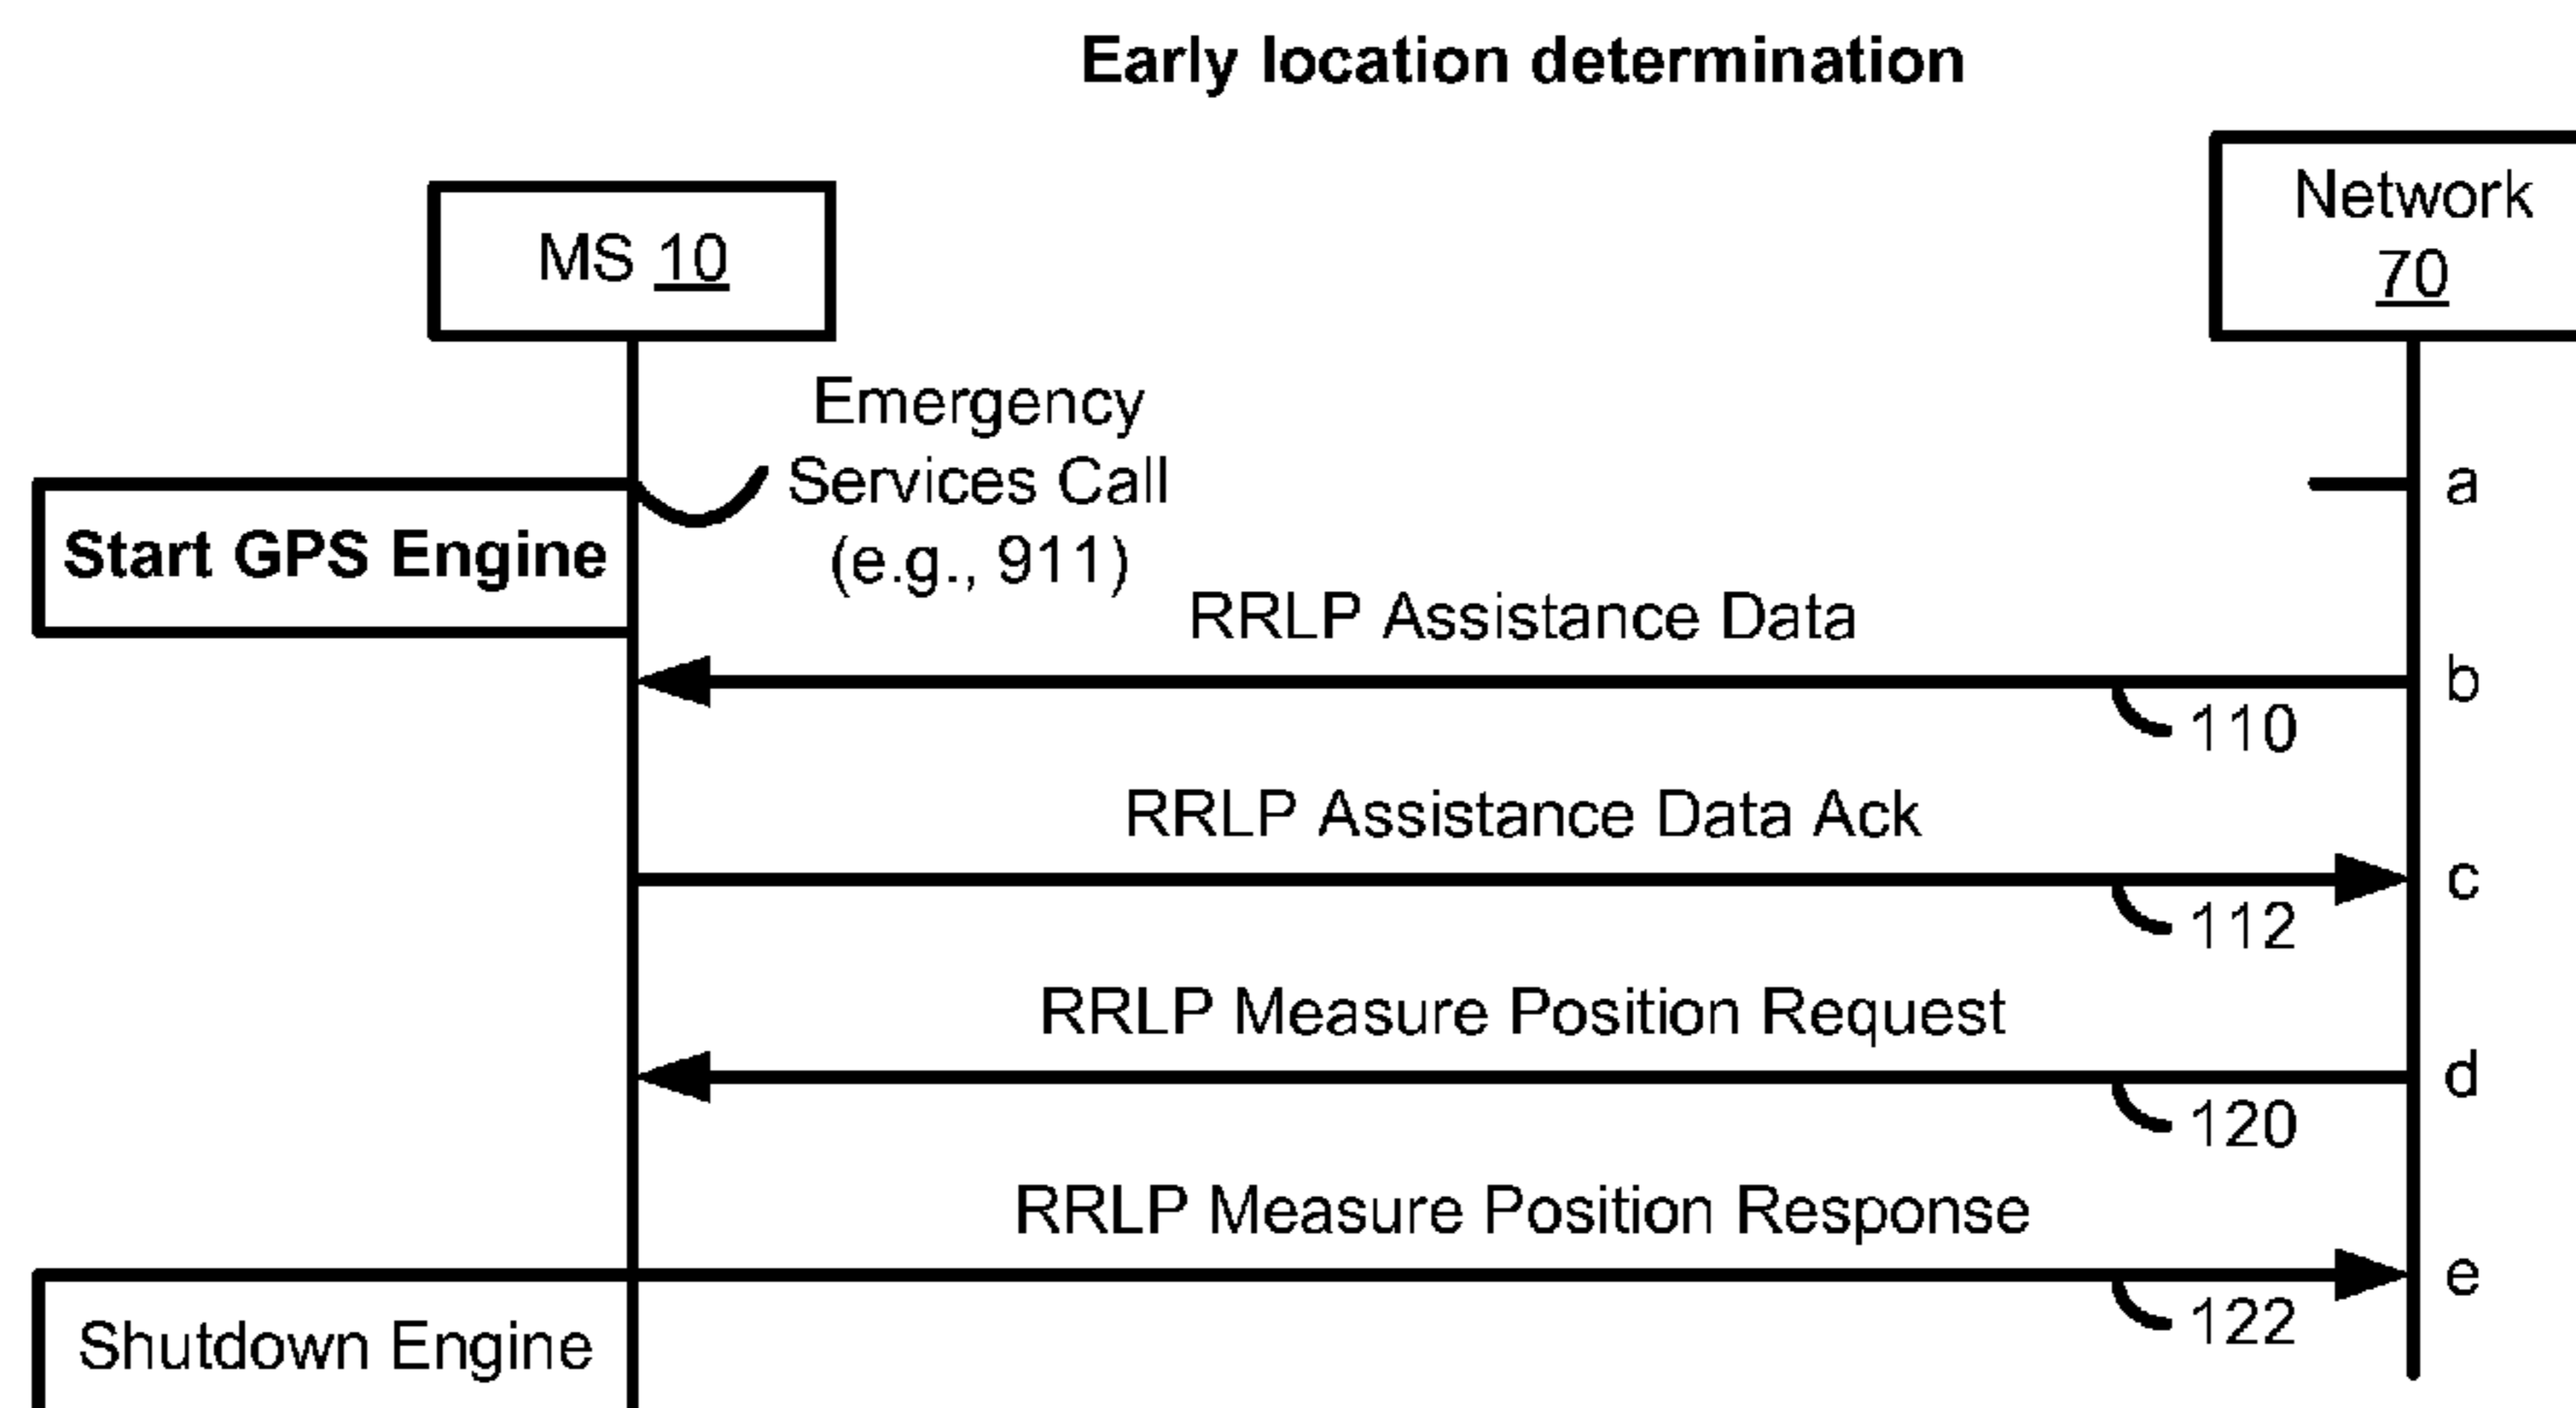 Early location determination
MS 10
Network
70
Emergency
Services Call
(e.g., 911)
a
Start GPS Engine
RRLP Assistance Data
b
110
RRLP Assistance Data Ack
c
112
RRLP Measure Position Request
d
120
RRLP Measure Position Response
e
122
Shutdown Engine